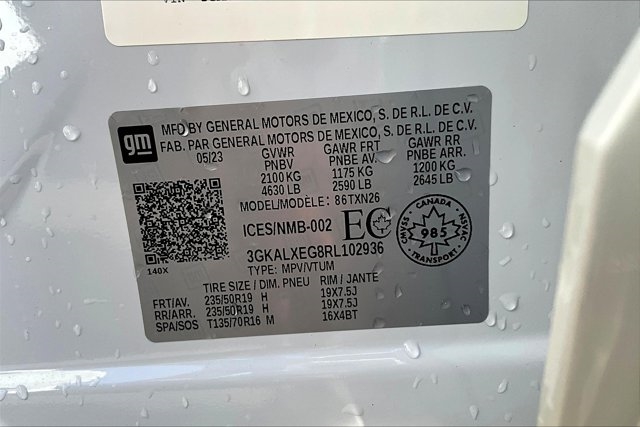 gm
MFD BY GENERAL MOTORS DE MEXICO, S. DE R.L. DE C.V.
FAB. PAR GENERAL MOTORS DE MEXICO, S. DE R.L. DE C.V.
05/23 GVWR GAWR FRT GAWR RR
PNBV PNBE AV. PNBE ARR.
2100 KG 1175 KG 1200 KG
4630 LB 2590 LB 2645 LB
MODEL/MODÈLE: 86TXN26
ICES/NMB-002 EC
CANADA
CMVSS NSVAC
985
TRANSPORT
3GKALXEG8RL102936
TYPE: MPV/VTUM
140X
TIRE SIZE / DIM. PNEU RIM / JANTE
FRT/AV. 235/50R19 H 19X7.5J
RR/ARR. 235/50R19 H 19X7.5J
SPA/SOS T135/70R16 M 16X4BT